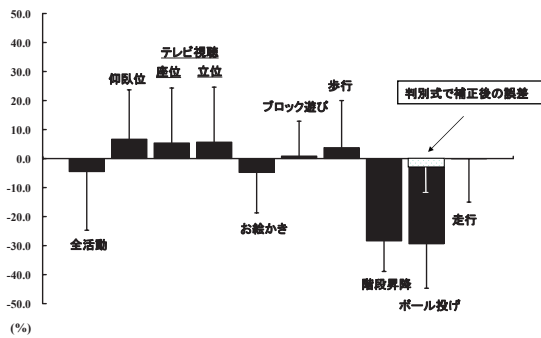 50.0
40.0
30.0
20.0
10.0
0.0
-10.0
-20.0
-30.0
-40.0
-50.0
(%)
テレビ視聴
仰臥位
座位
立位
歩行
ブロック遊び
判別式で補正後の誤差
全活動
お絵かき
走行
階段昇降
ボール投げ